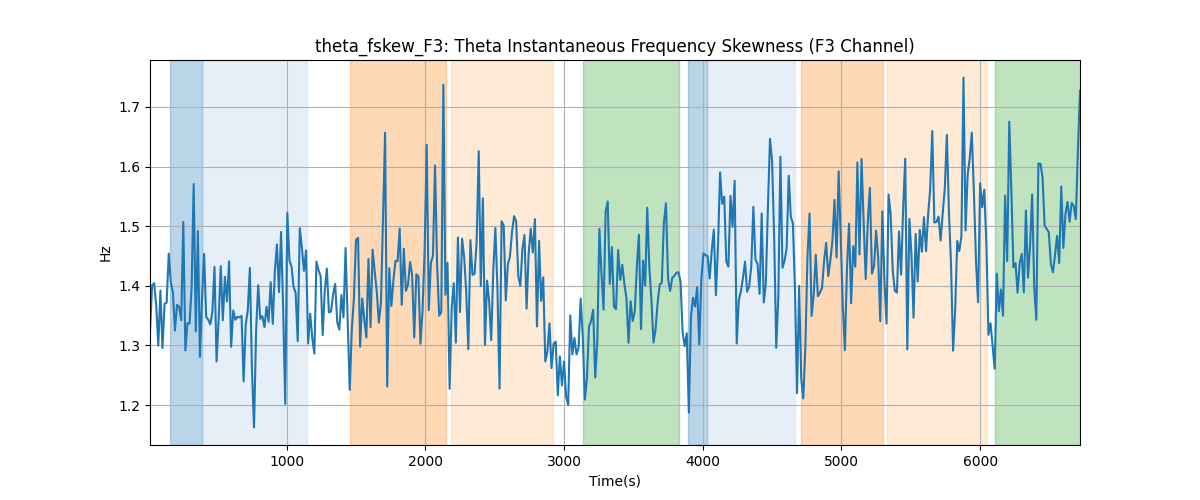 theta_fskew_F3: Theta Instantaneous Frequency Skewness (F3 Channel)
1.7
1.6
1.5
1.4
1.3
1.2
Hz
1000 2000 3000 4000 5000 6000
Time(s)